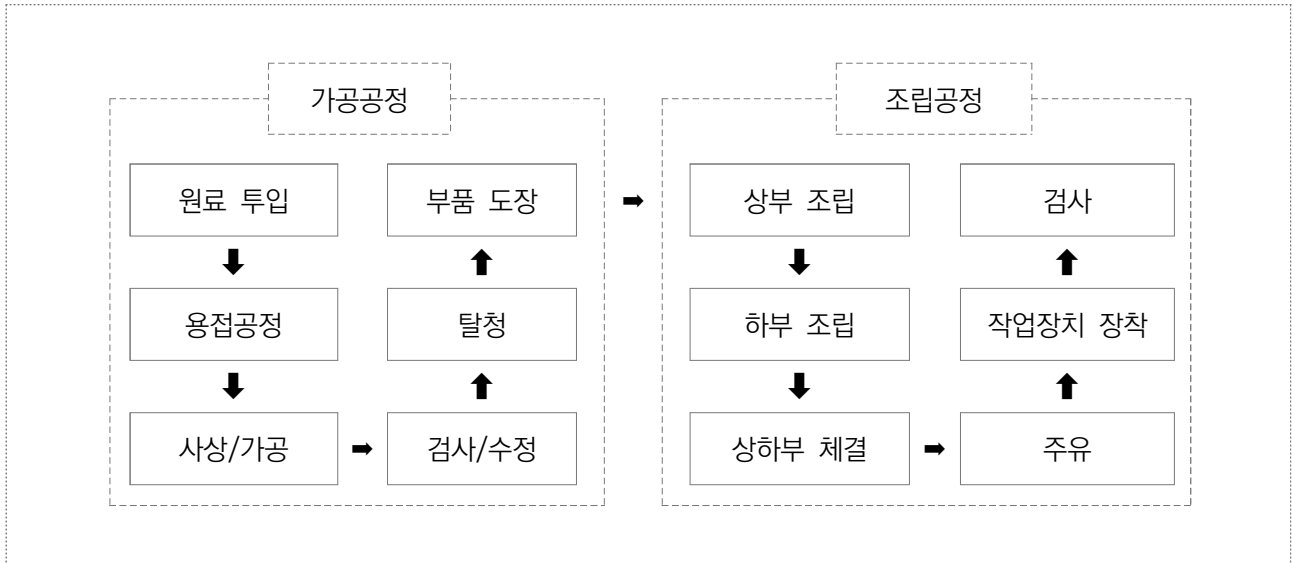 가공공정
원료 투입
용접공정
사상/가공
검사/수정
탈청
부품 도장
조립공정
상부 조립
하부 조립
상하부 체결
주유
작업장치 장착
검사